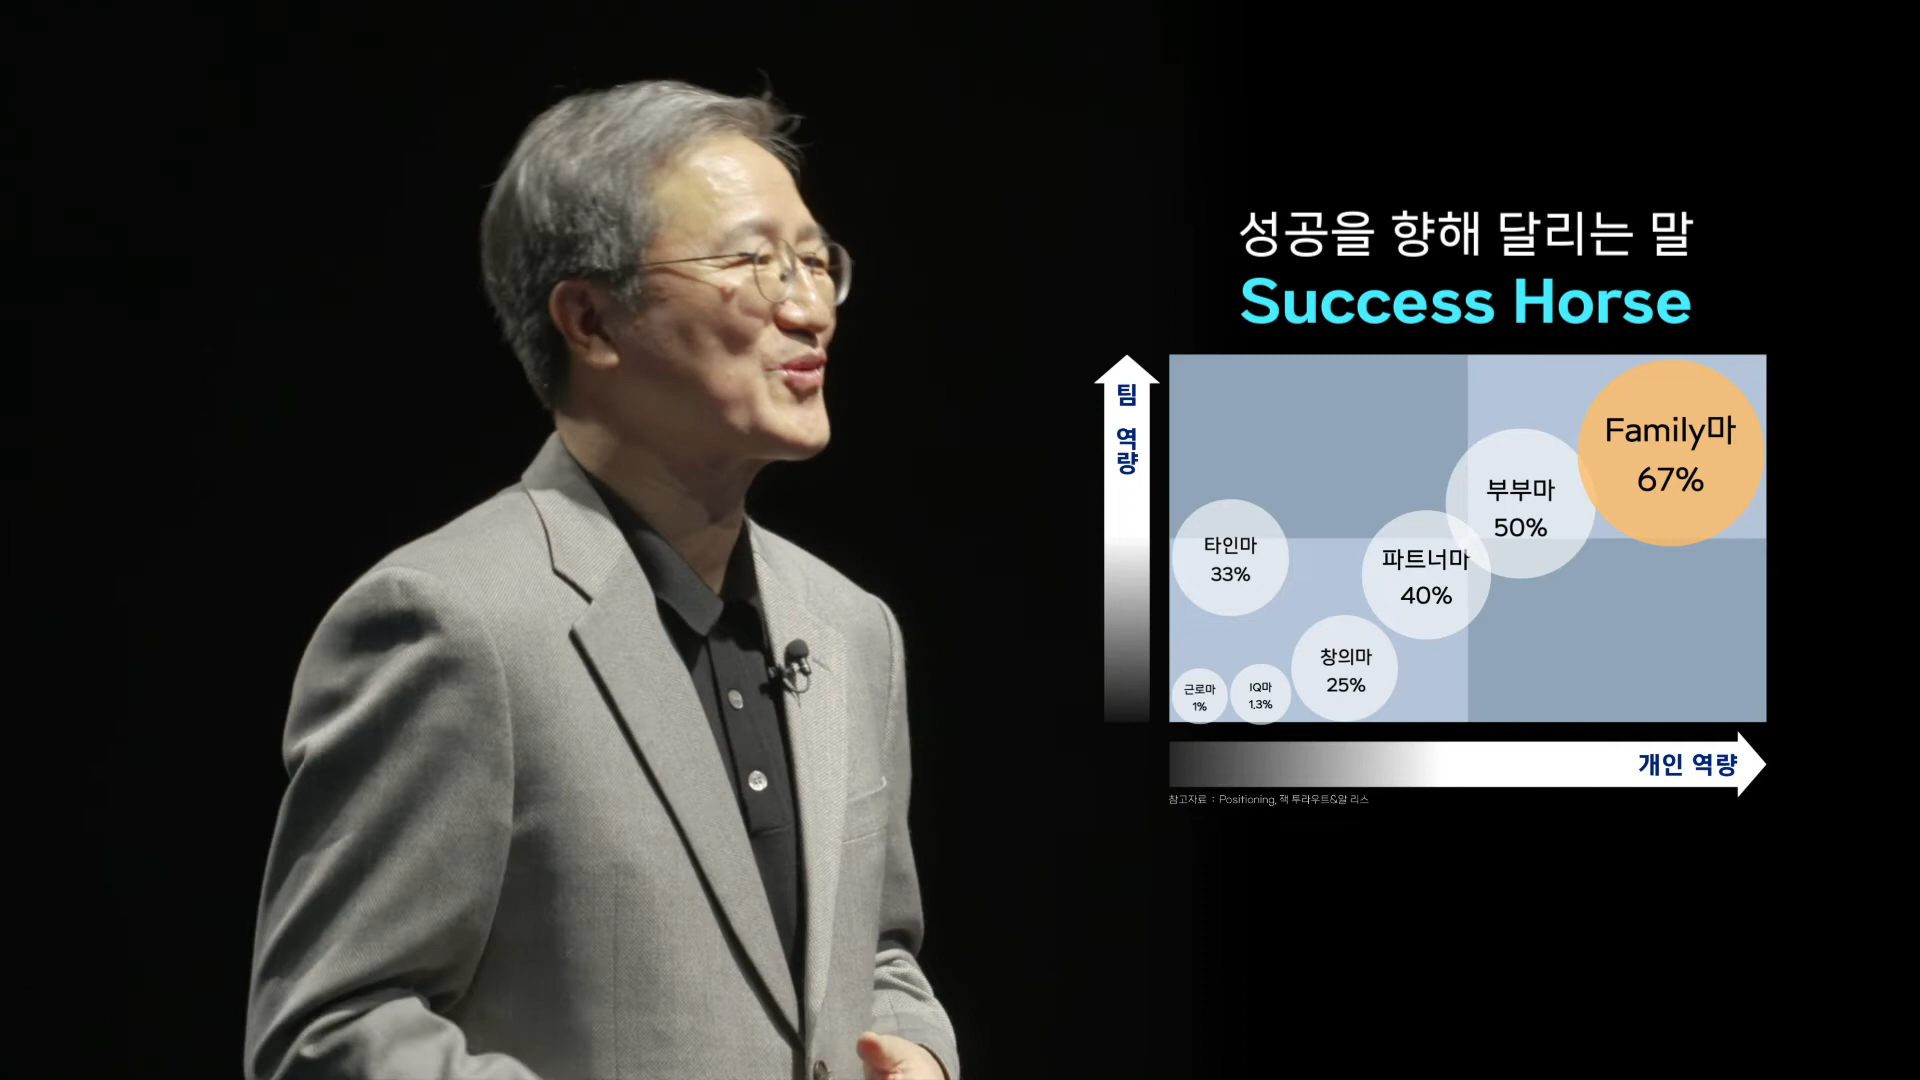 성공을 향해 달리는 말
Success Horse
팀 역량
Family마
67%
부부마
50%
타인마
33%
파트너마
40%
창의마
25%
근로마
1%
IQ마
1.3%
개인 역량
참고자료 : Positioning, 잭 투라우트&알 리스